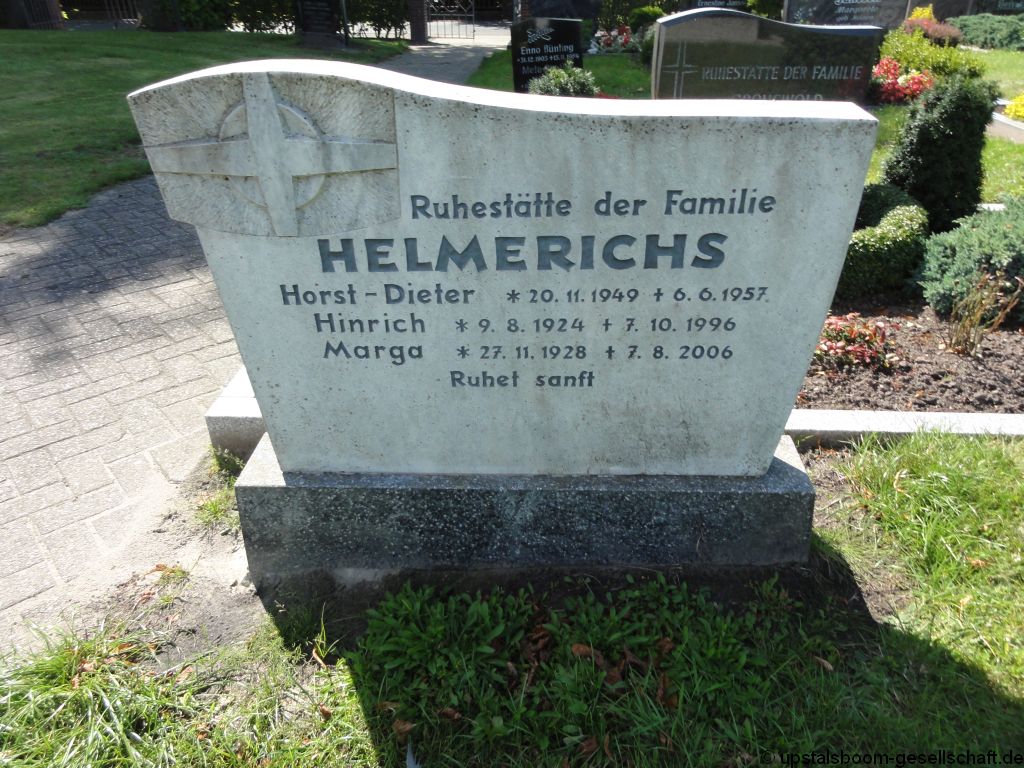 Enno Bünting
RUHESTÄTTE DER FAMILIE
Ruhestätte der Familie
HELMERICHS
Horst-Dieter * 20.11.1949 † 6.6.1957
Hinrich * 9.8.1924 † 7.10.1996
Marga * 27.11.1928 † 7.8.2006
Ruhet sanft
© upstalsboom-gesellschaft.de